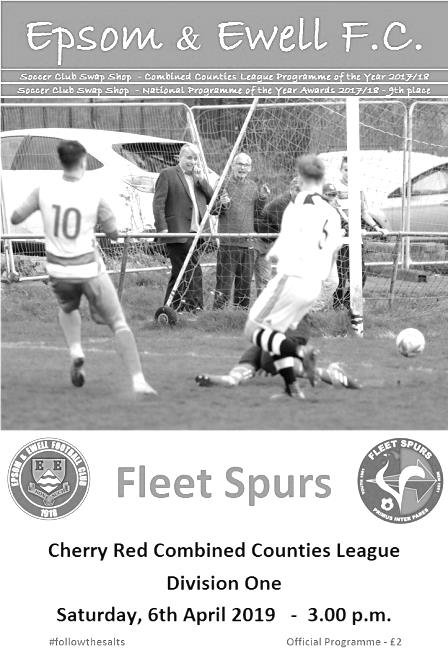 Epsom & Ewell F.C.
Soccer Club Swap Shop - Combined Counties League Programme of the Year 2017/18
Soccer Club Swap Shop - National Programme of the Year Awards 2017/18 - 9th place
10
EPSOM & EWELL FOOTBALL CLUB
E E
1918
Fleet Spurs
FLEET SPURS
PRIMUS INTER PARES
Cherry Red Combined Counties League
Division One
Saturday, 6th April 2019 - 3.00 p.m.
#followthesalts
Official Programme - £2